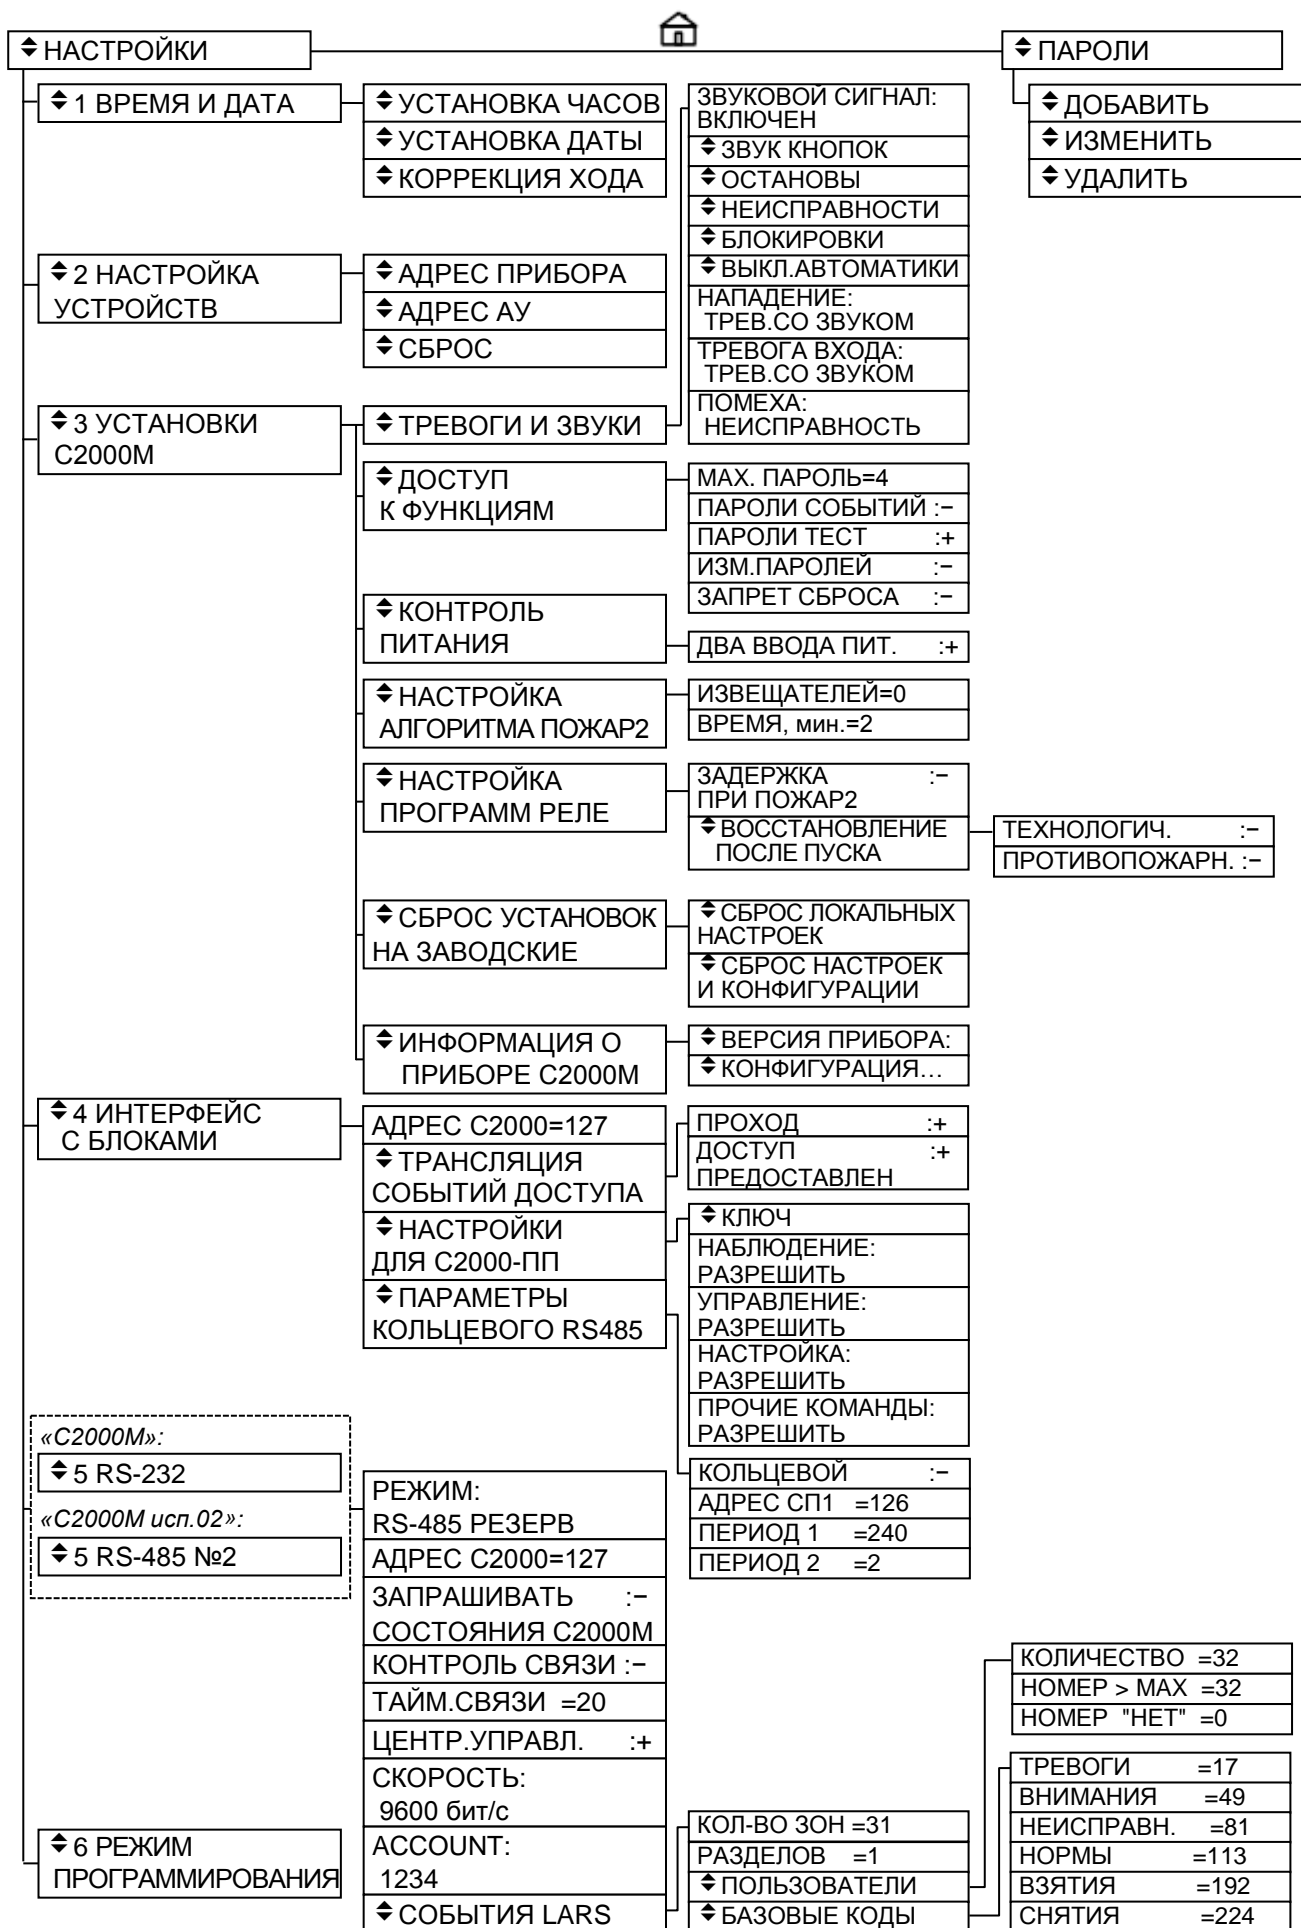 НАСТРОЙКИ
ПАРОЛИ
ДОБАВИТЬ
ИЗМЕНИТЬ
УДАЛИТЬ
1 ВРЕМЯ И ДАТА
УСТАНОВКА ЧАСОВ
УСТАНОВКА ДАТЫ
КОРРЕКЦИЯ ХОДА
2 НАСТРОЙКА
УСТРОЙСТВ
АДРЕС ПРИБОРА
АДРЕС АУ
СБРОС
3 УСТАНОВКИ
С2000М
ТРЕВОГИ И ЗВУКИ
ЗВУКОВОЙ СИГНАЛ:
ВКЛЮЧЕН
ЗВУК КНОПОК
ОСТАНОВЫ
НЕИСПРАВНОСТИ
БЛОКИРОВКИ
ВЫКЛ.АВТОМАТИКИ
НАПАДЕНИЕ:
ТРЕВ.СО ЗВУКОМ
ТРЕВОГА ВХОДА:
ТРЕВ.СО ЗВУКОМ
ПОМЕХА:
НЕИСПРАВНОСТЬ
ДОСТУП
К ФУНКЦИЯМ
МАХ. ПАРОЛЬ=4
ПАРОЛИ СОБЫТИЙ :−
ПАРОЛИ ТЕСТ :+
ИЗМ.ПАРОЛЕЙ :−
ЗАПРЕТ СБРОСА :−
КОНТРОЛЬ
ПИТАНИЯ
ДВА ВВОДА ПИТ. :+
НАСТРОЙКА
АЛГОРИТМА ПОЖАР2
ИЗВЕЩАТЕЛЕЙ=0
ВРЕМЯ, мин.=2
НАСТРОЙКА
ПРОГРАММ РЕЛЕ
ЗАДЕРЖКА :−
ПРИ ПОЖАР2
ВОССТАНОВЛЕНИЕ
ПОСЛЕ ПУСКА
ТЕХНОЛОГИЧ. :−
ПРОТИВОПОЖАРН. :−
СБРОС УСТАНОВОК
НА ЗАВОДСКИЕ
СБРОС ЛОКАЛЬНЫХ
НАСТРОЕК
СБРОС НАСТРОЕК
И КОНФИГУРАЦИИ
ИНФОРМАЦИЯ О
ПРИБОРЕ С2000М
ВЕРСИЯ ПРИБОРА:
КОНФИГУРАЦИЯ…
4 ИНТЕРФЕЙС
С БЛОКАМИ
АДРЕС С2000=127
ТРАНСЛЯЦИЯ
СОБЫТИЙ ДОСТУПА
НАСТРОЙКИ
ДЛЯ С2000-ПП
ПАРАМЕТРЫ
КОЛЬЦЕВОГО RS485
ПРОХОД :+
ДОСТУП :+
ПРЕДОСТАВЛЕН
КЛЮЧ
НАБЛЮДЕНИЕ:
РАЗРЕШИТЬ
УПРАВЛЕНИЕ:
РАЗРЕШИТЬ
НАСТРОЙКА:
РАЗРЕШИТЬ
ПРОЧИЕ КОМАНДЫ:
РАЗРЕШИТЬ
КОЛЬЦЕВОЙ :−
АДРЕС СП1 =126
ПЕРИОД 1 =240
ПЕРИОД 2 =2
«С2000М»:
5 RS-232
«С2000М исп.02»:
5 RS-485 №2
РЕЖИМ:
RS-485 РЕЗЕРВ
АДРЕС С2000=127
ЗАПРАШИВАТЬ :−
СОСТОЯНИЯ С2000М
КОНТРОЛЬ СВЯЗИ :−
ТАЙМ.СВЯЗИ =20
ЦЕНТР.УПРАВЛ. :+
СКОРОСТЬ:
9600 бит/с
ACCOUNT:
1234
СОБЫТИЯ LARS
КОЛ-ВО ЗОН =31
РАЗДЕЛОВ =1
ПОЛЬЗОВАТЕЛИ
БАЗОВЫЕ КОДЫ
КОЛИЧЕСТВО =32
НОМЕР > МАХ =32
НОМЕР "НЕТ" =0
ТРЕВОГИ =17
ВНИМАНИЯ =49
НЕИСПРАВН. =81
НОРМЫ =113
ВЗЯТИЯ =192
СНЯТИЯ =224
6 РЕЖИМ
ПРОГРАММИРОВАНИЯ